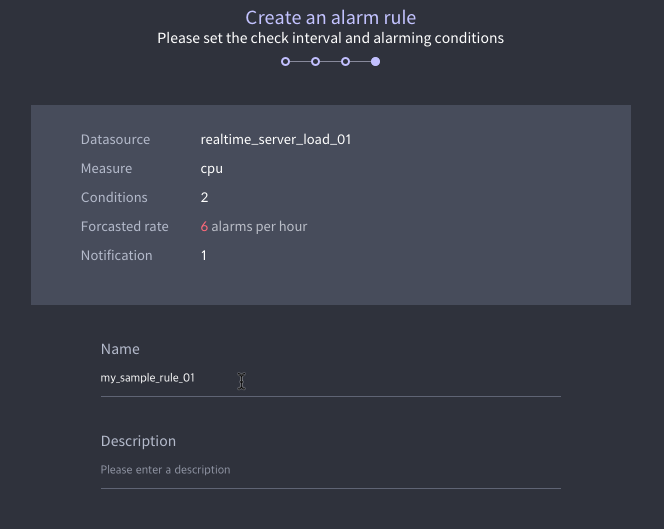 Create an alarm rule
Please set the check interval and alarming conditions
Datasource realtime_server_load_01
Measure cpu
Conditions 2
Forcasted rate 6 alarms per hour
Notification 1
Name
my_sample_rule_01
Description
Please enter a description